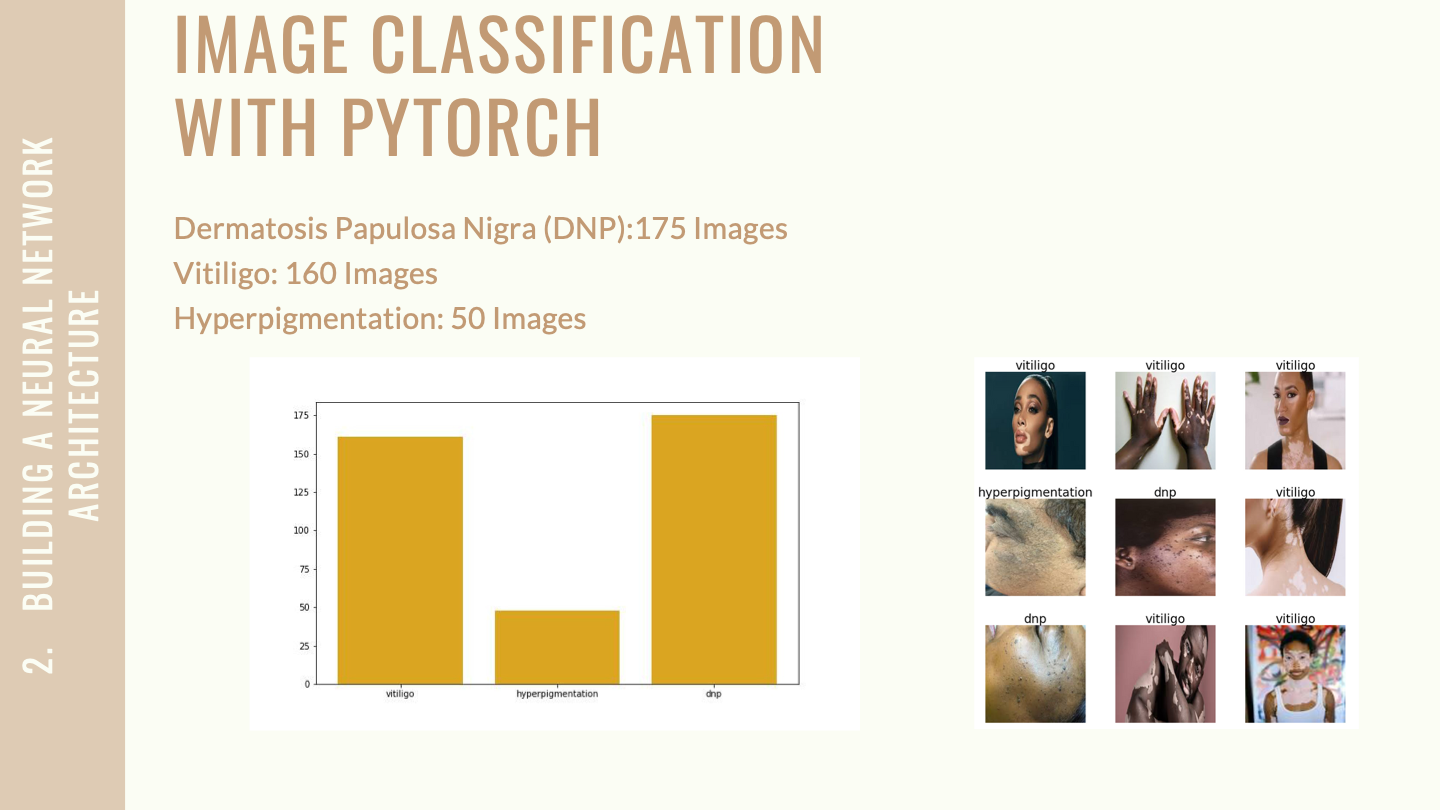 2. BUILDING A NEURAL NETWORK
ARCHITECTURE
IMAGE CLASSIFICATION
WITH PYTORCH
Dermatosis Papulosa Nigra (DNP):175 Images
Vitiligo: 160 Images
Hyperpigmentation: 50 Images
175
150
125
100
75
50
25
0
vitiligo hyperpigmentation dnp
vitiligo vitiligo vitiligo
hyperpigmentation dnp vitiligo
dnp vitiligo vitiligo